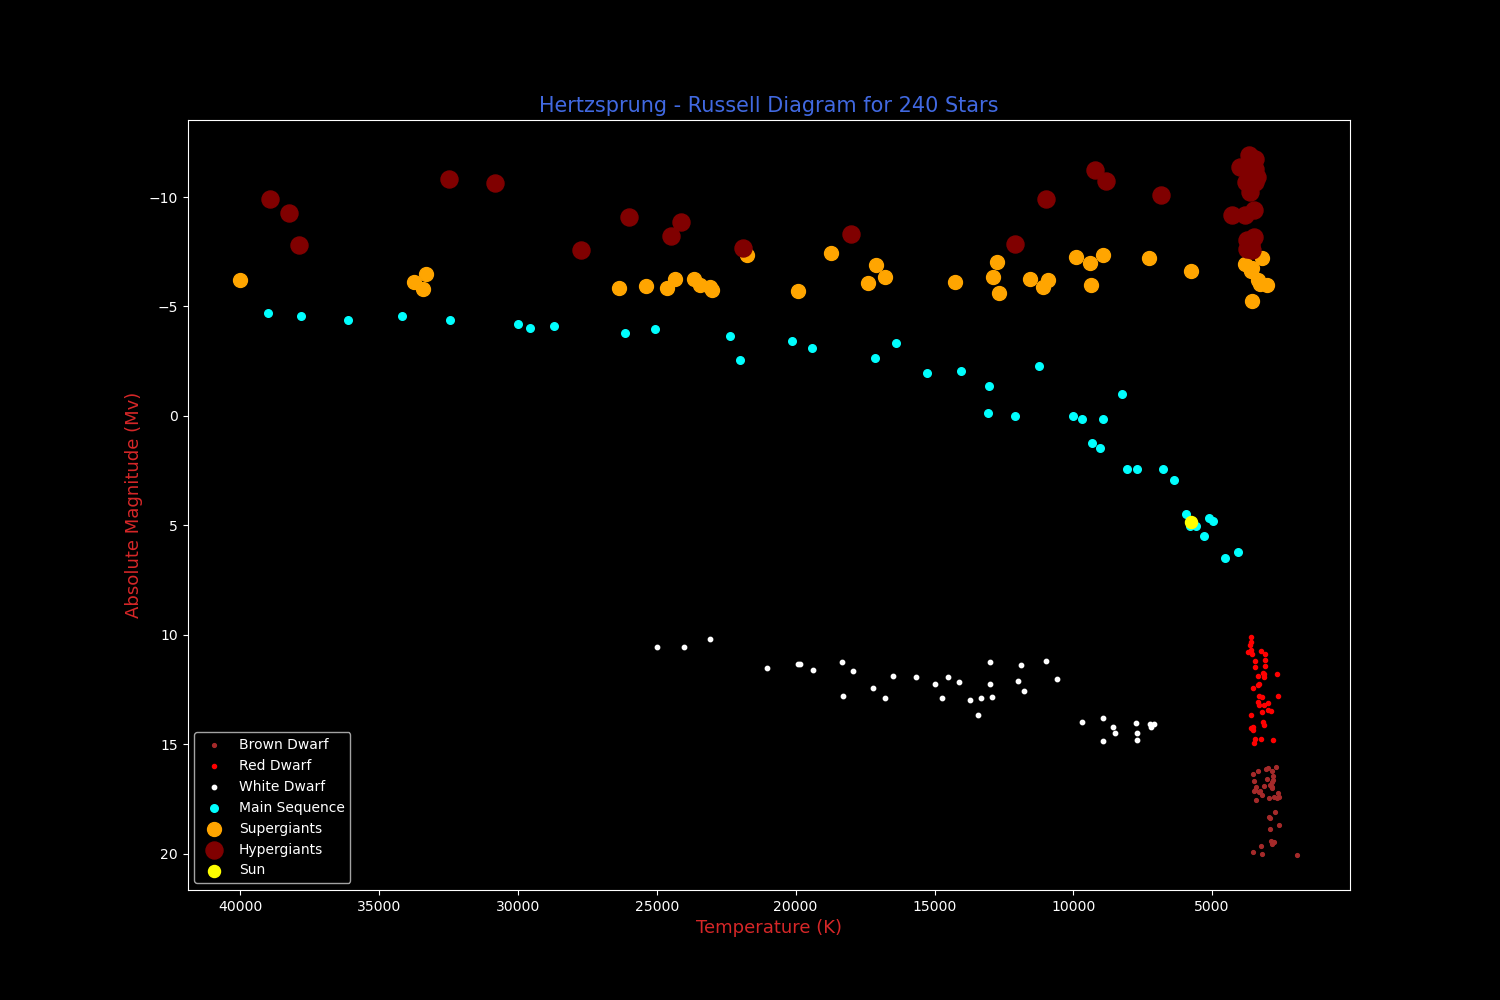 Hertzsprung - Russell Diagram for 240 Stars
Absolute Magnitude (Mv)
−10
−5
0
5
10
15
20
Brown Dwarf
Red Dwarf
White Dwarf
Main Sequence
Supergiants
Hypergiants
Sun
40000 35000 30000 25000 20000 15000 10000 5000
Temperature (K)